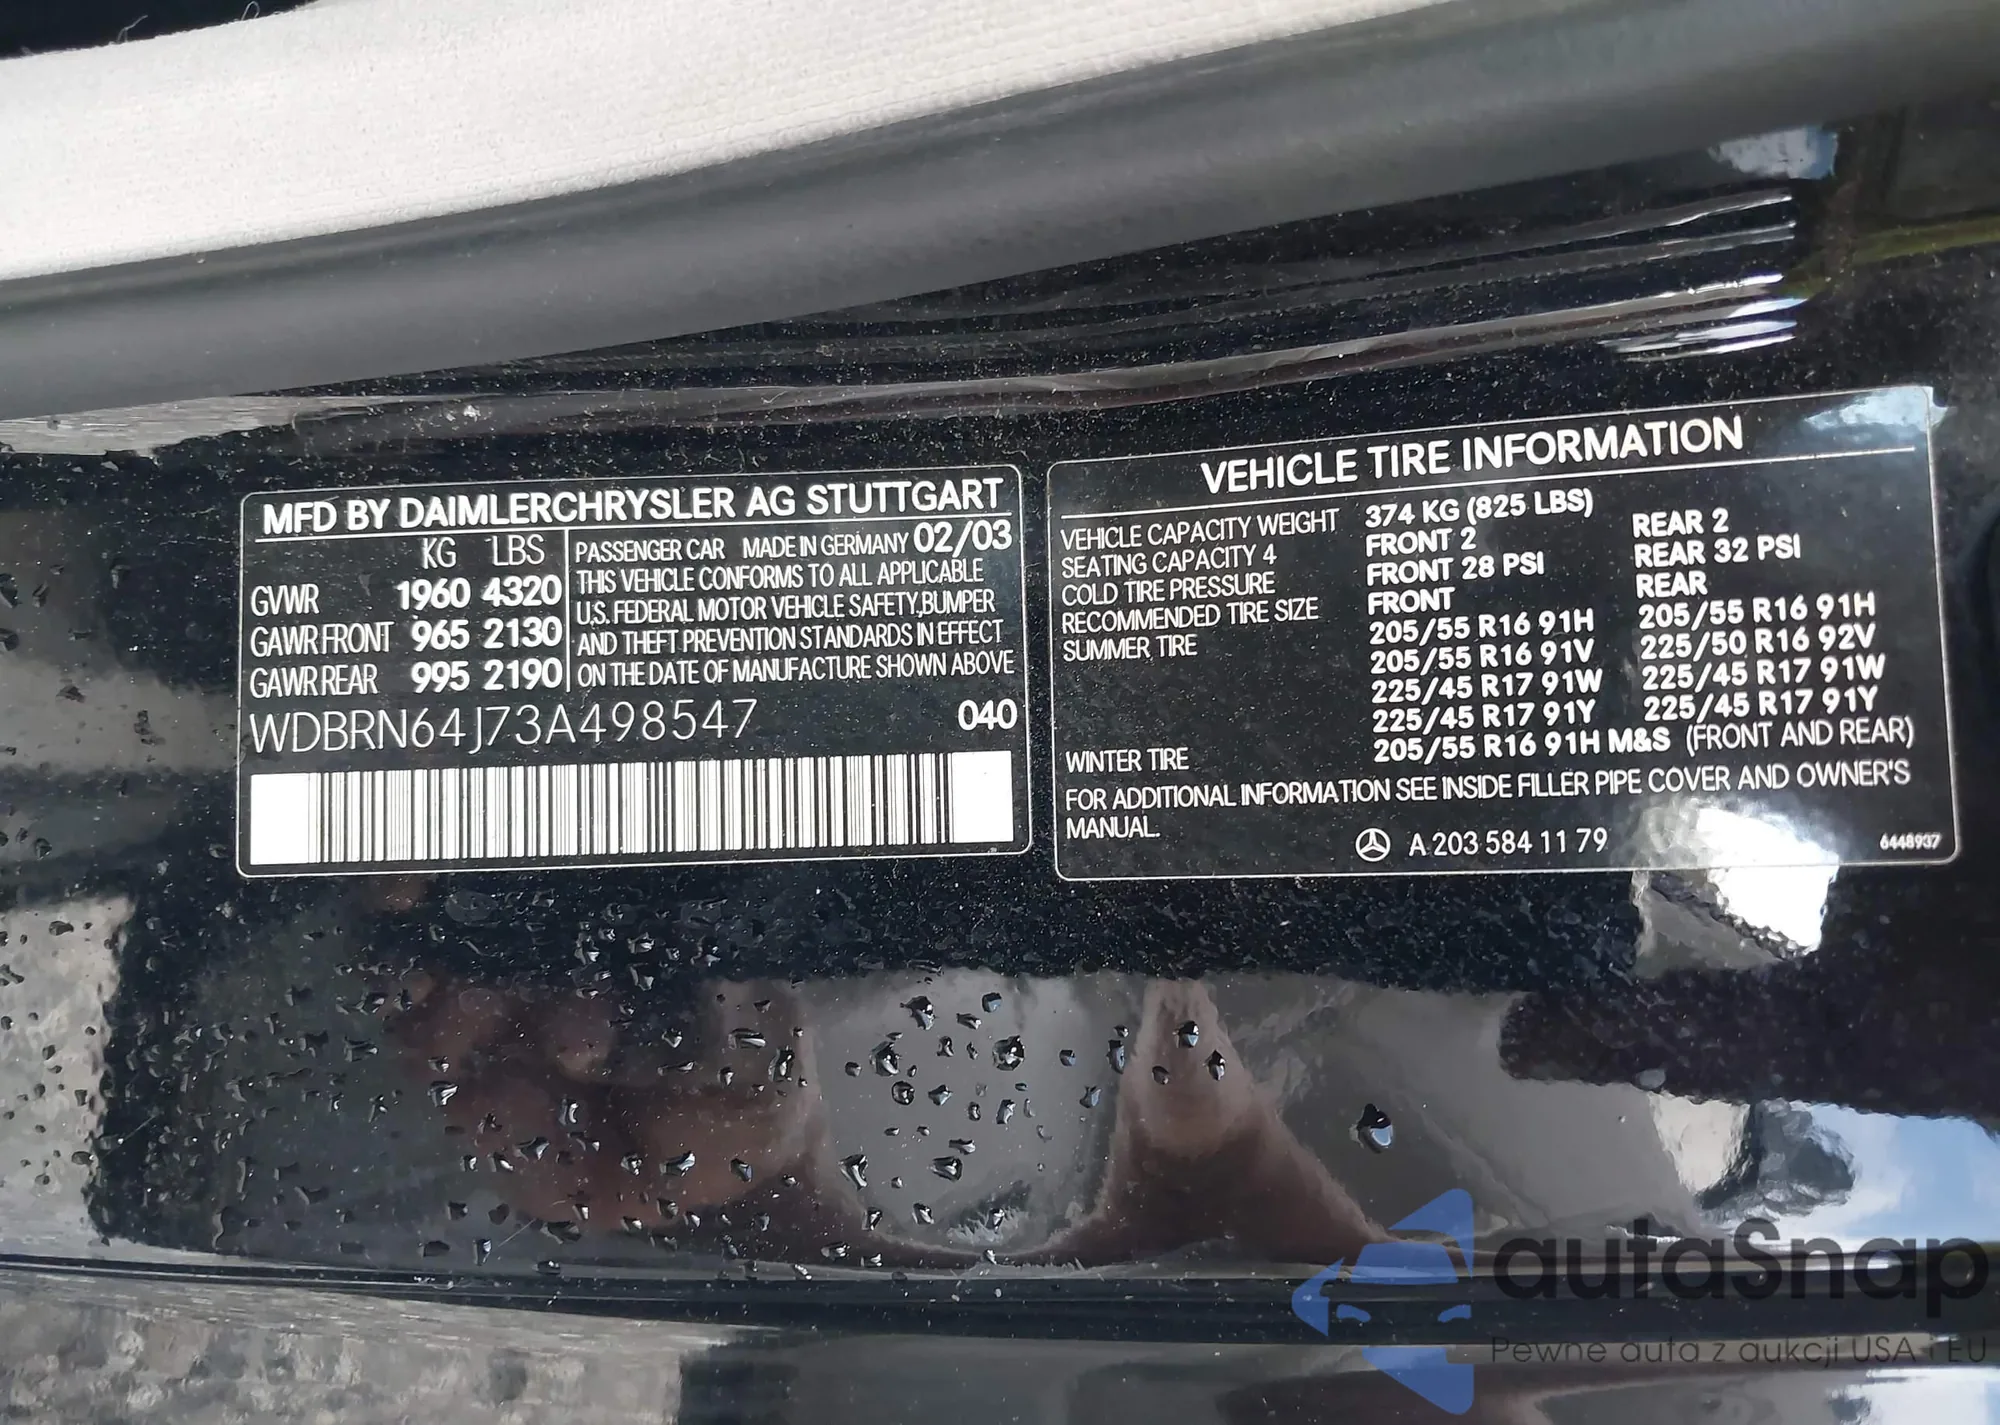 MFD BY DAIMLERCHRYSLER AG STUTTGART
KG LBS
GVWR 1960 4320
GAWR FRONT 965 2130
GAWR REAR 995 2190
PASSENGER CAR MADE IN GERMANY 02/03
THIS VEHICLE CONFORMS TO ALL APPLICABLE
U.S. FEDERAL MOTOR VEHICLE SAFETY,BUMPER
AND THEFT PREVENTION STANDARDS IN EFFECT
ON THE DATE OF MANUFACTURE SHOWN ABOVE
WDBRN64J73A498547 040
VEHICLE TIRE INFORMATION
VEHICLE CAPACITY WEIGHT 374 KG (825 LBS)
SEATING CAPACITY 4 FRONT 2 REAR 2
COLD TIRE PRESSURE FRONT 28 PSI REAR 32 PSI
RECOMMENDED TIRE SIZE FRONT REAR
SUMMER TIRE 205/55 R16 91H 205/55 R16 91H
205/55 R16 91V 225/50 R16 92V
225/45 R17 91W 225/45 R17 91W
225/45 R17 91Y 225/45 R17 91Y
WINTER TIRE 205/55 R16 91H M&S (FRONT AND REAR)
FOR ADDITIONAL INFORMATION SEE INSIDE FILLER PIPE COVER AND OWNER'S
MANUAL.
A 203 584 11 79 6448937
autaSnap
Pewne auta z aukcji USA i EU